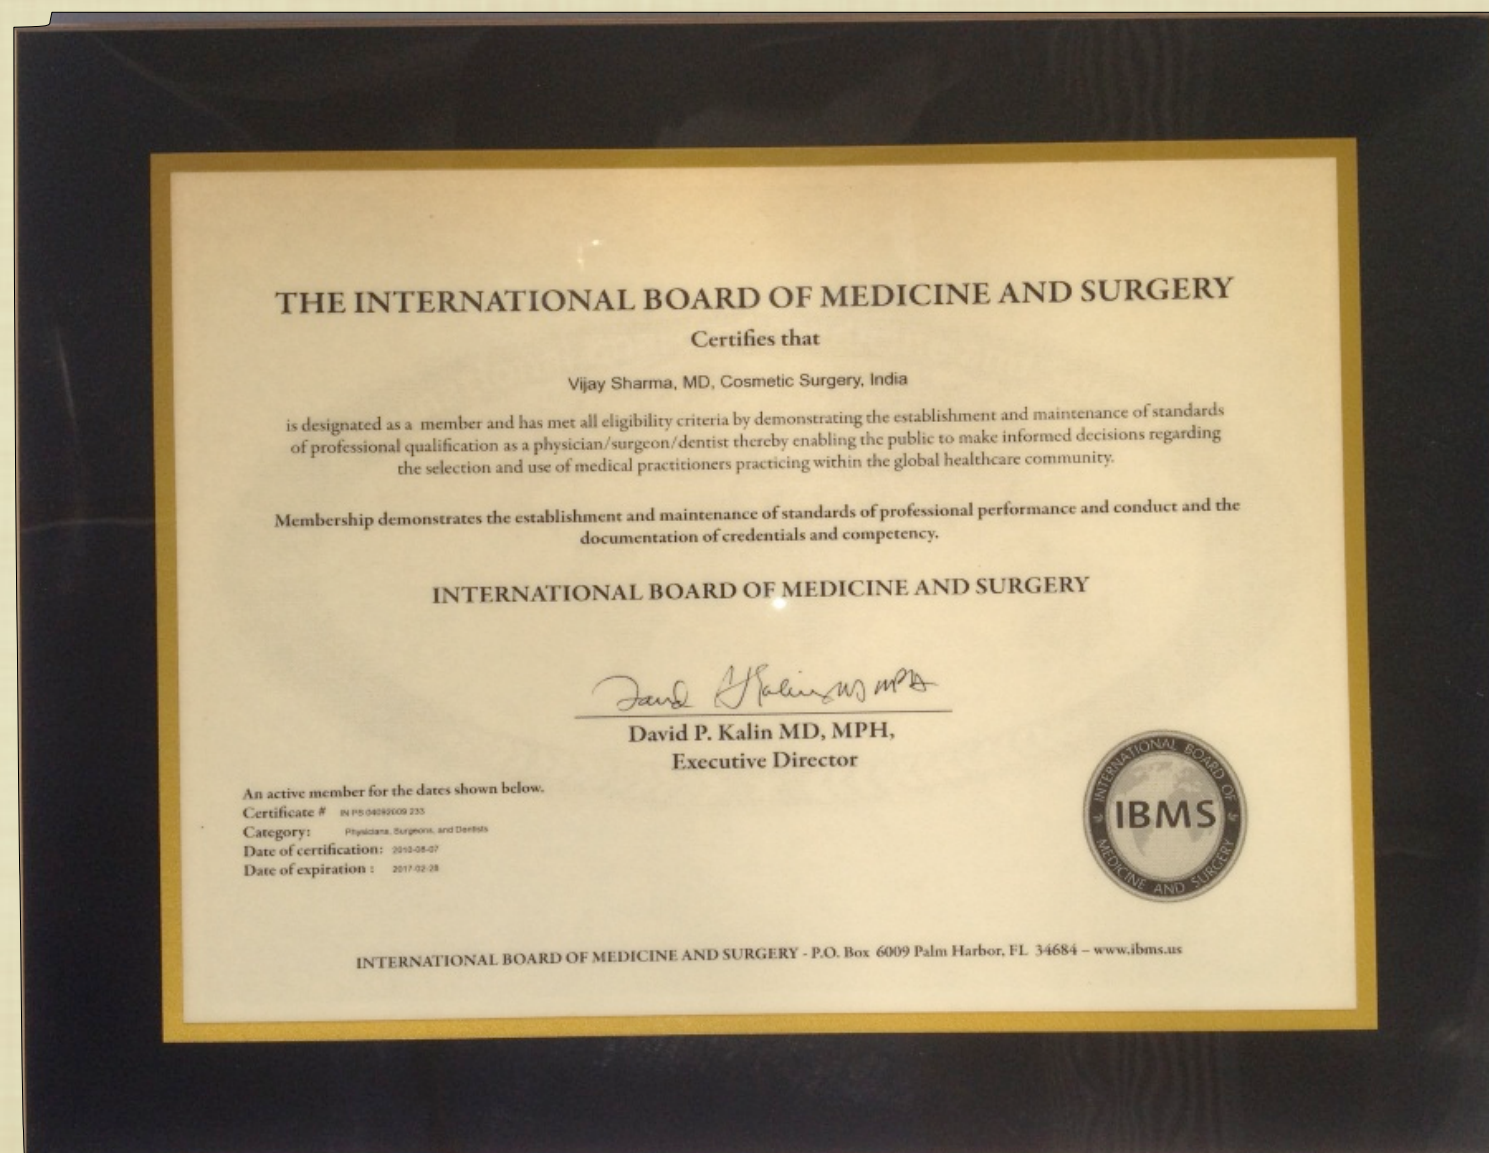 THE INTERNATIONAL BOARD OF MEDICINE AND SURGERY
Certifies that
Vijay Sharma, MD, Cosmetic Surgery, India
is designated as a member and has met all eligibility criteria by demonstrating the establishment and maintenance of standards
of professional qualification as a physician/surgeon/dentist thereby enabling the public to make informed decisions regarding
the selection and use of medical practitioners practicing within the global healthcare community.
Membership demonstrates the establishment and maintenance of standards of professional performance and conduct and the
documentation of credentials and competency.
INTERNATIONAL BOARD OF MEDICINE AND SURGERY
David P. Kalin MD, MPH,
Executive Director
An active member for the dates shown below.
Certificate #
Category: Physicians, Surgeons, and Dentists
Date of certification:
Date of expiration : 2017-02-28
INTERNATIONAL BOARD OF
IBMS
MEDICINE AND SURGERY
INTERNATIONAL BOARD OF MEDICINE AND SURGERY - P.O. Box 6009 Palm Harbor, FL 34684 – www.ibms.us